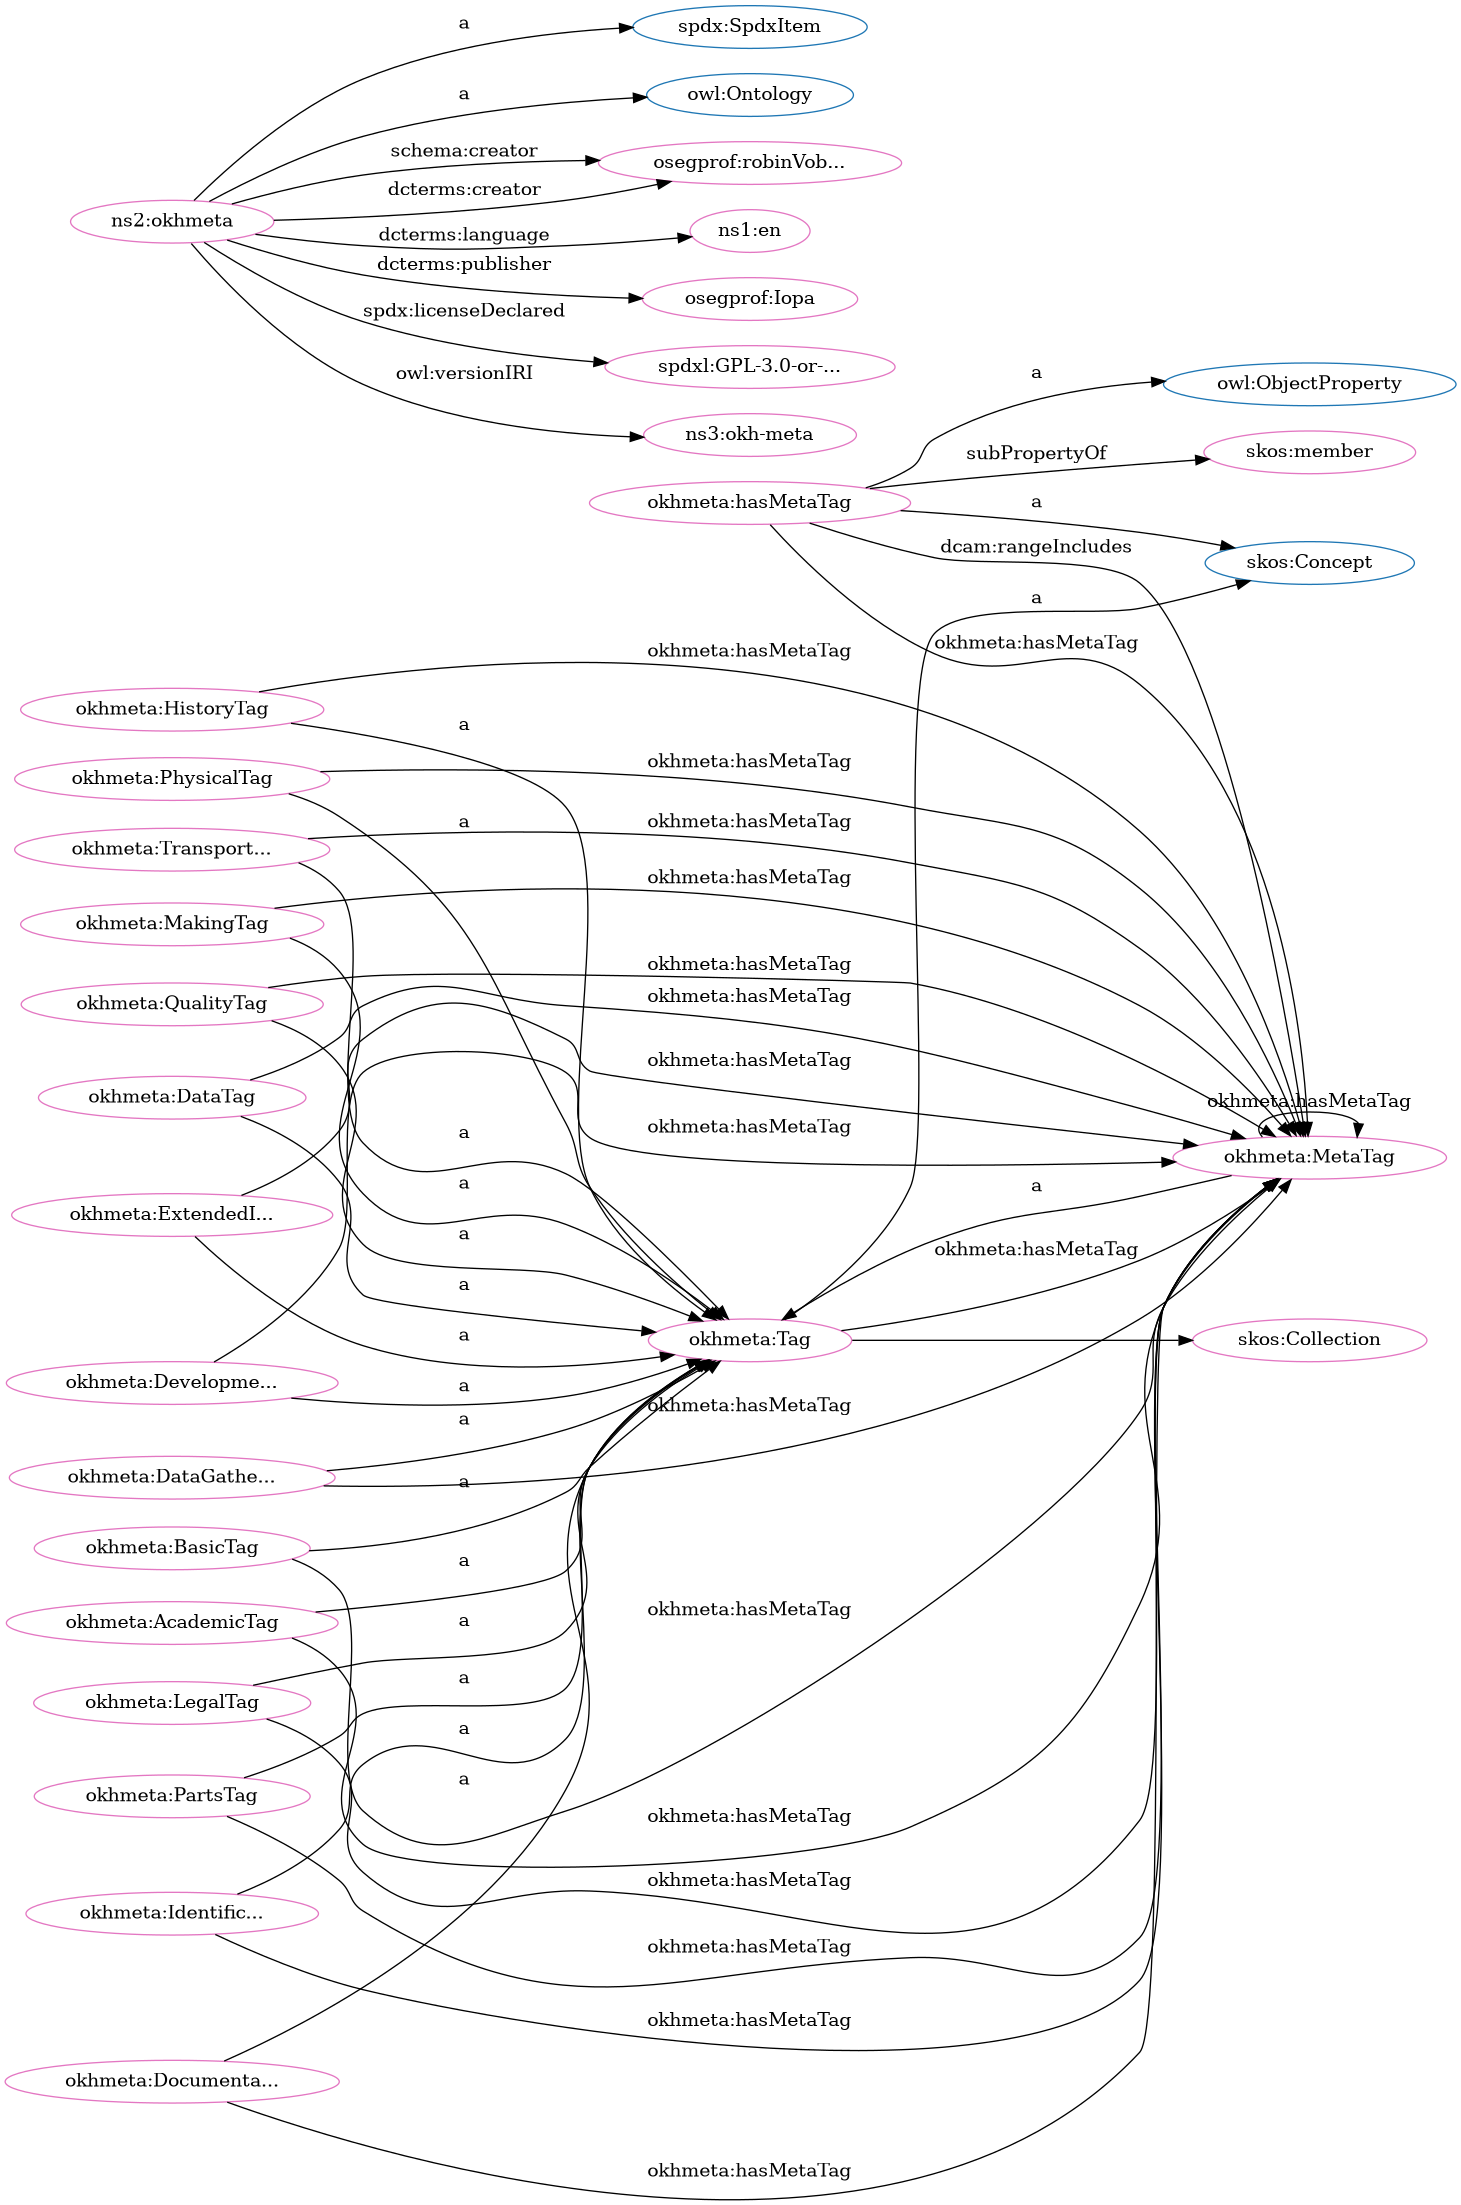 a
spdx:SpdxItem
a
owl:Ontology
schema:creator
osegprof:robinVob...
dcterms:creator
ns2:okhmeta
dcterms:language
ns1:en
dcterms:publisher
osegprof:Iopa
spdx:licenseDeclared
spdxl:GPL-3.0-or-...
owl:versionIRI
ns3:okh-meta
a
owl:ObjectProperty
subPropertyOf
skos:member
okhmeta:hasMetaTag
a
dcam:rangeIncludes
skos:Concept
a
okhmeta:hasMetaTag
okhmeta:hasMetaTag
okhmeta:HistoryTag
a
okhmeta:hasMetaTag
okhmeta:PhysicalTag
a
okhmeta:hasMetaTag
okhmeta:Transport...
okhmeta:hasMetaTag
okhmeta:MakingTag
okhmeta:hasMetaTag
okhmeta:QualityTag
okhmeta:hasMetaTag
okhmeta:hasMetaTag
okhmeta:DataTag
okhmeta:hasMetaTag
a
okhmeta:hasMetaTag
okhmeta:MetaTag
a
a
okhmeta:ExtendedI...
a
okhmeta:hasMetaTag
a
a
okhmeta:Tag
skos:Collection
okhmeta:Developme...
a
okhmeta:hasMetaTag
a
okhmeta:DataGathe...
a
okhmeta:BasicTag
a
okhmeta:hasMetaTag
okhmeta:AcademicTag
a
a
okhmeta:LegalTag
a
a
okhmeta:PartsTag
okhmeta:hasMetaTag
okhmeta:hasMetaTag
okhmeta:Identific...
okhmeta:hasMetaTag
okhmeta:hasMetaTag
okhmeta:Documenta...
okhmeta:hasMetaTag